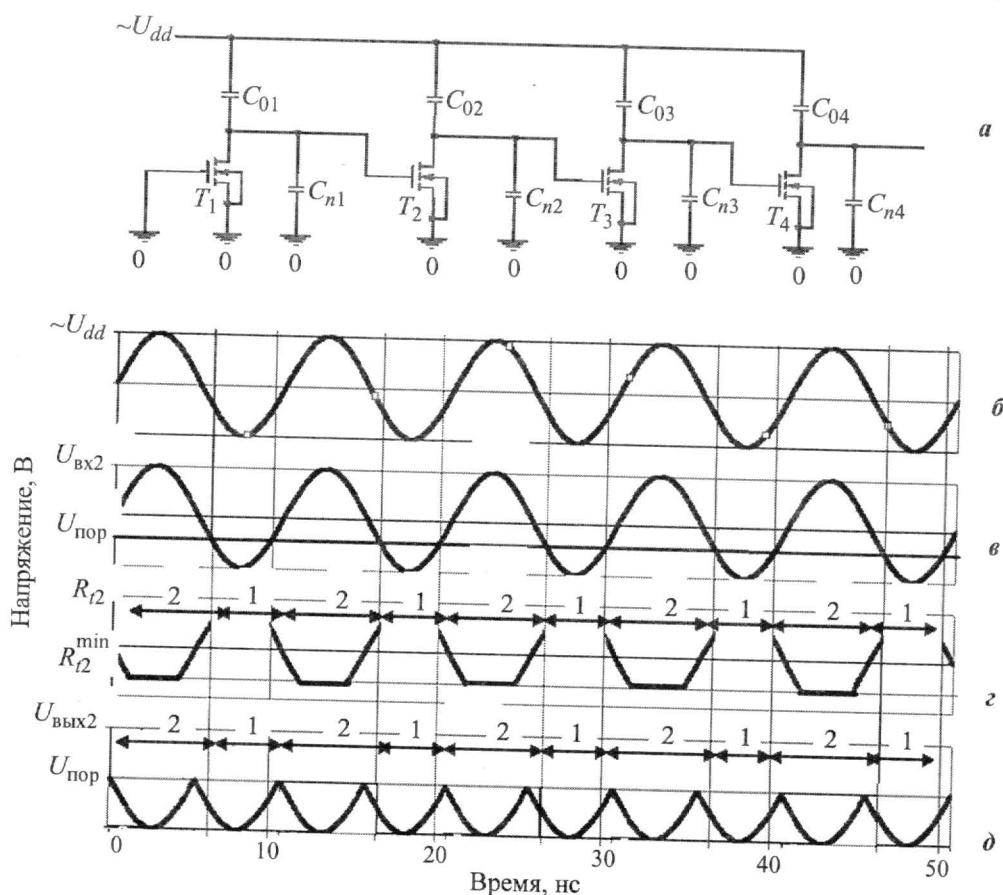 ~U_dd
C_01
C_02
C_03
C_04
а
T_1
C_n1
T_2
C_n2
T_3
C_n3
T_4
C_n4
0 0 0 0 0 0 0 0 0
~U_dd
б
Напряжение, В
U_вх2
U_пор
в
R_t2
2 1 2 1 2 1 2 1 2 1
R_t2^min
г
U_вых2
2 1 2 1 2 1 2 1 2 1
U_пор
д
0 10 20 30 40 50
Время, нс